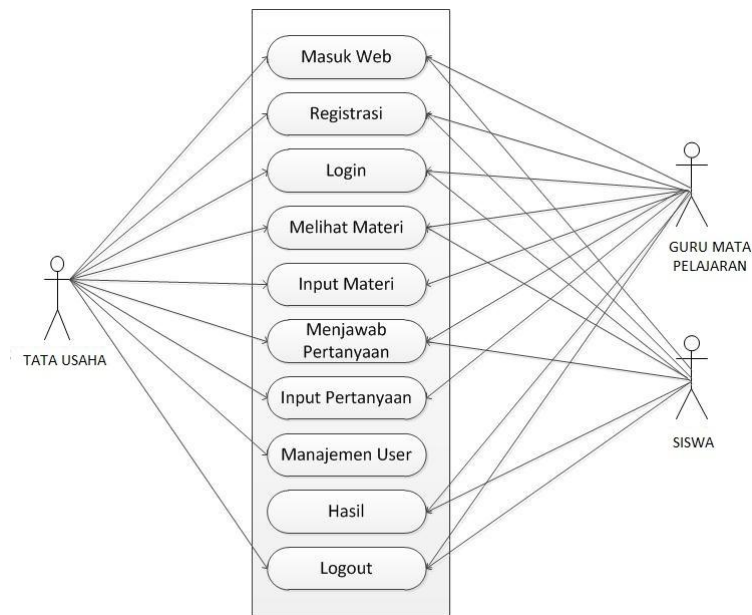 Masuk Web
Registrasi
Login
Melihat Materi
Input Materi
Menjawab
Pertanyaan
Input Pertanyaan
Manajemen User
Hasil
Logout
TATA USAHA
GURU MATA
PELAJARAN
SISWA